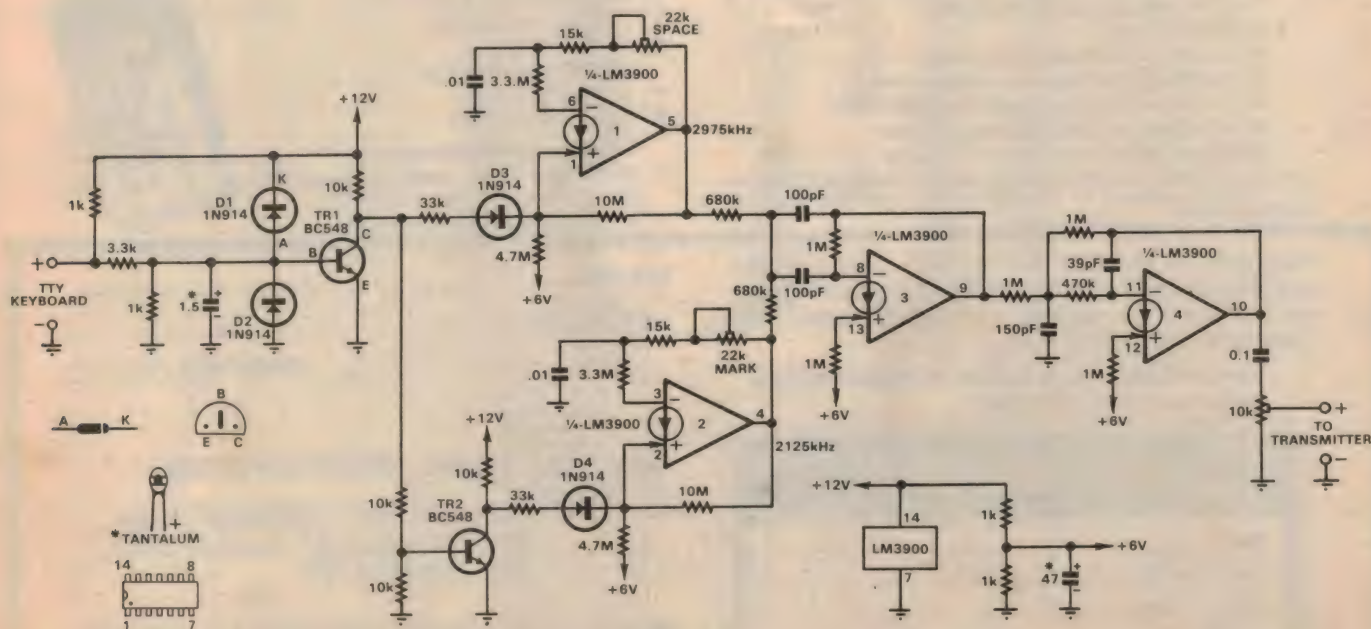 22k
SPACE
15k
.01
3.3.M
¼-LM3900
6
5
1
1
2975kHz
+12V
1k
10k
K
D1
1N914
A
TR1
BC548
C
B
E
3.3k
+
TTY
KEYBOARD
-
1k
*
1.5
+
-
D2
1N914
33k
D3
1N914
10M
4.7M
+6V
680k
100pF
1M
¼-LM3900
100pF
680k
8
9
3
13
1M
+6V
1M
1M
¼-LM3900
39pF
470k
11
10
4
12
150pF
1M
+6V
0.1
10k
+
TO
TRANSMITTER
-
15k
22k
MARK
.01
3.3M
¼-LM3900
3
4
2
2
2125kHz
+12V
10k
TR2
BC548
33k
D4
1N914
10M
4.7M
+6V
10k
10k
+12V
14
LM3900
7
1k
1k
*
47
+
-
+6V
A K
B
E C
+
*TANTALUM
14 8
1 7